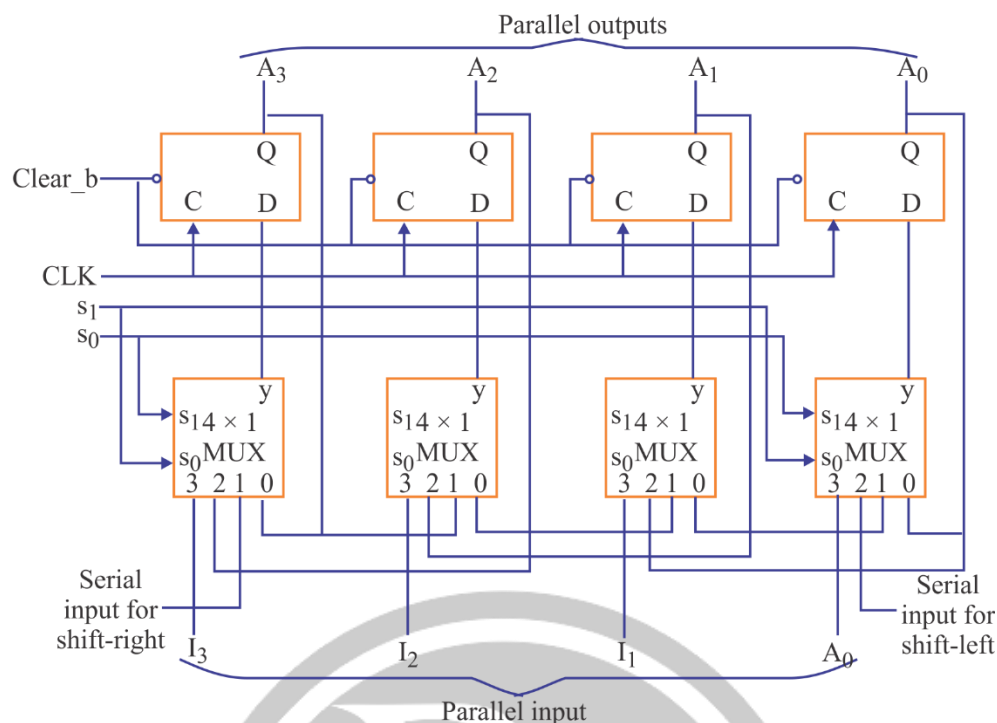 Parallel outputs
A3 A2 A1 A0
Q Q Q Q
Clear_b
C D C D C D C D
CLK
s1
s0
y y y y
s1 4 × 1 s1 4 × 1 s1 4 × 1 s1 4 × 1
s0 MUX s0 MUX s0 MUX s0 MUX
3 2 1 0 3 2 1 0 3 2 1 0 3 2 1 0
Serial
input for
shift-right
Serial
input for
shift-left
I3 I2 I1 A0
Parallel input